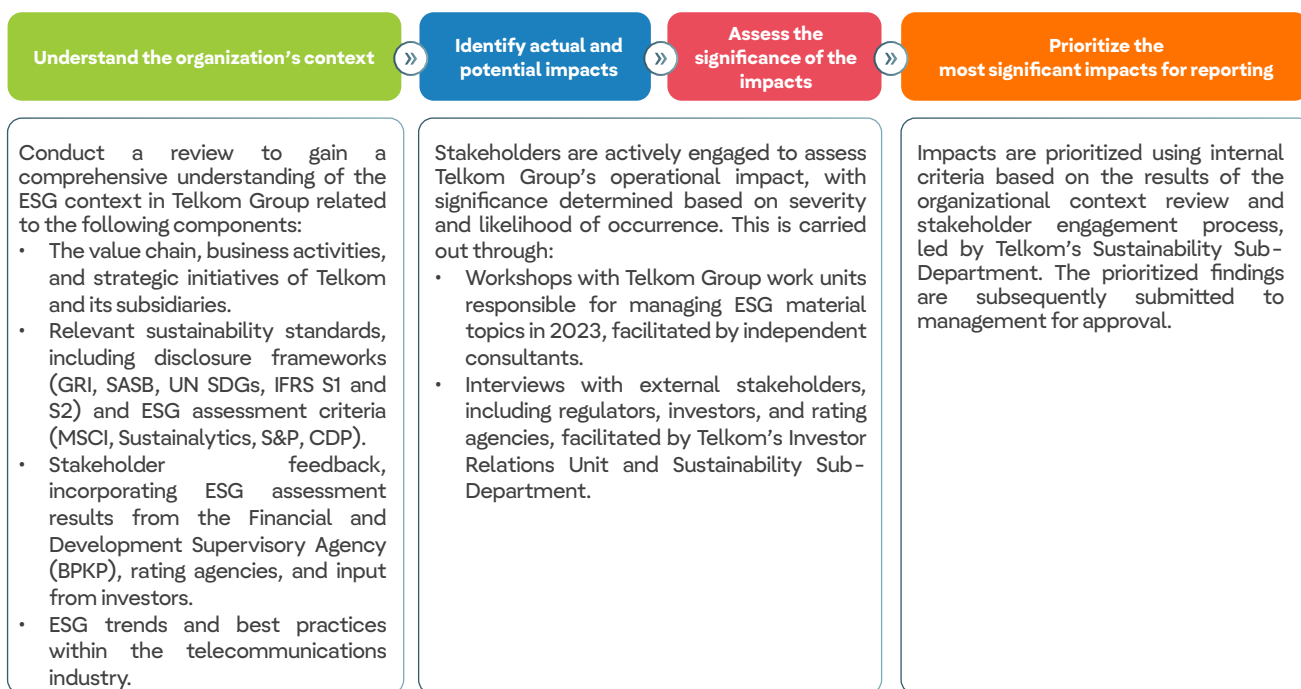 Understand the organization's context
»
Identify actual and
potential impacts
»
Assess the
significance of the
impacts
»
Prioritize the
most significant impacts for reporting
Conduct a review to gain a
comprehensive understanding of the
ESG context in Telkom Group related
to the following components:
• The value chain, business activities,
and strategic initiatives of Telkom
and its subsidiaries.
• Relevant sustainability standards,
including disclosure frameworks
(GRI, SASB, UN SDGs, IFRS S1 and
S2) and ESG assessment criteria
(MSCI, Sustainalytics, S&P, CDP).
• Stakeholder feedback,
incorporating ESG assessment
results from the Financial and
Development Supervisory Agency
(BPKP), rating agencies, and input
from investors.
• ESG trends and best practices
within the telecommunications
industry.
Stakeholders are actively engaged to assess
Telkom Group's operational impact, with
significance determined based on severity
and likelihood of occurrence. This is carried
out through:
• Workshops with Telkom Group work units
responsible for managing ESG material
topics in 2023, facilitated by independent
consultants.
• Interviews with external stakeholders,
including regulators, investors, and rating
agencies, facilitated by Telkom's Investor
Relations Unit and Sustainability Sub-
Department.
Impacts are prioritized using internal
criteria based on the results of the
organizational context review and
stakeholder engagement process,
led by Telkom's Sustainability Sub-
Department. The prioritized findings
are subsequently submitted to
management for approval.